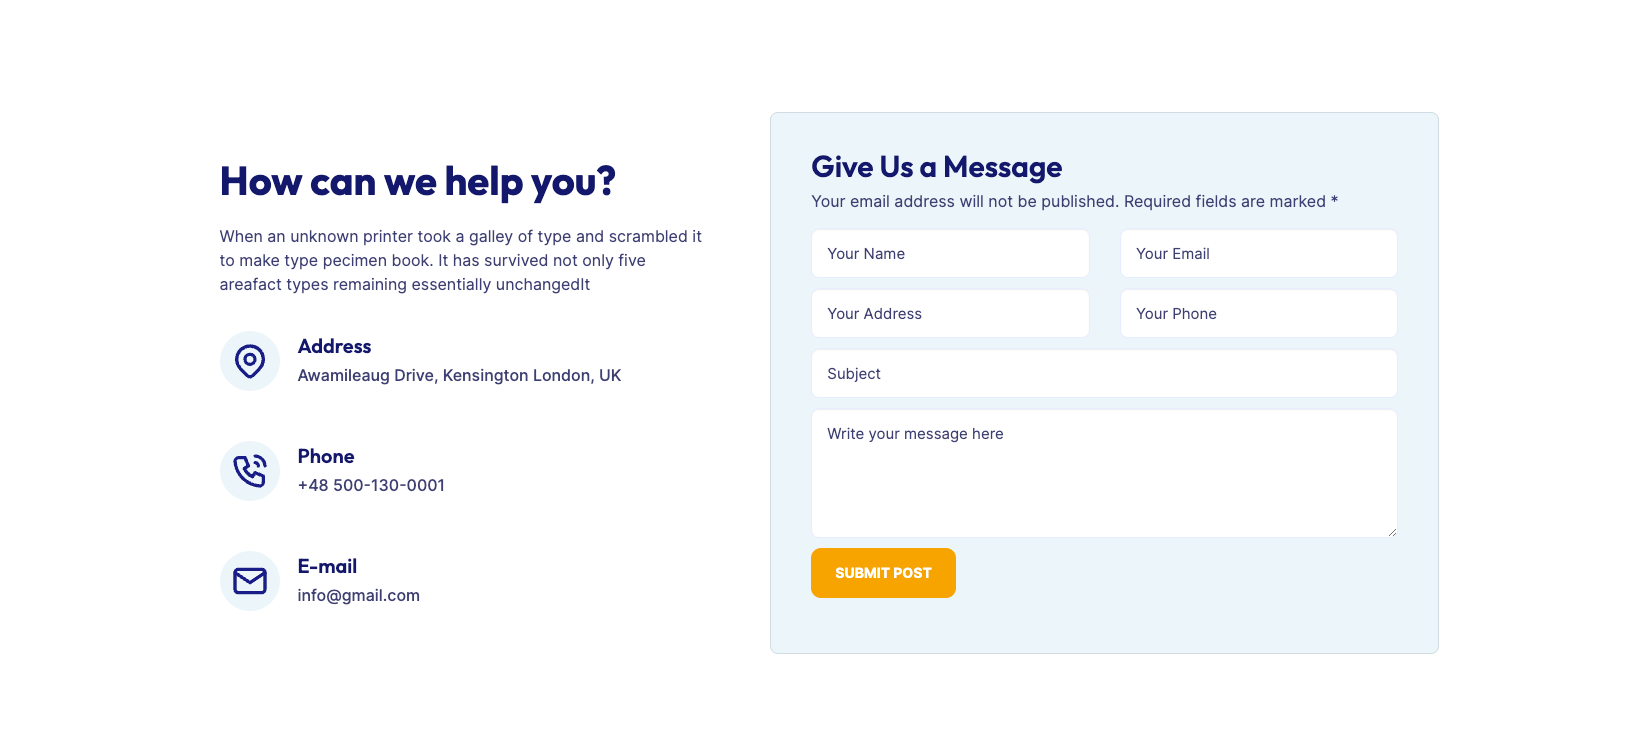 How can we help you?
When an unknown printer took a galley of type and scrambled it
to make type pecimen book. It has survived not only five
areafact types remaining essentially unchangedIt
Address
Awamileaug Drive, Kensington London, UK
Phone
+48 500-130-0001
E-mail
info@gmail.com
Give Us a Message
Your email address will not be published. Required fields are marked *
Your Name
Your Email
Your Address
Your Phone
Subject
Write your message here
SUBMIT POST